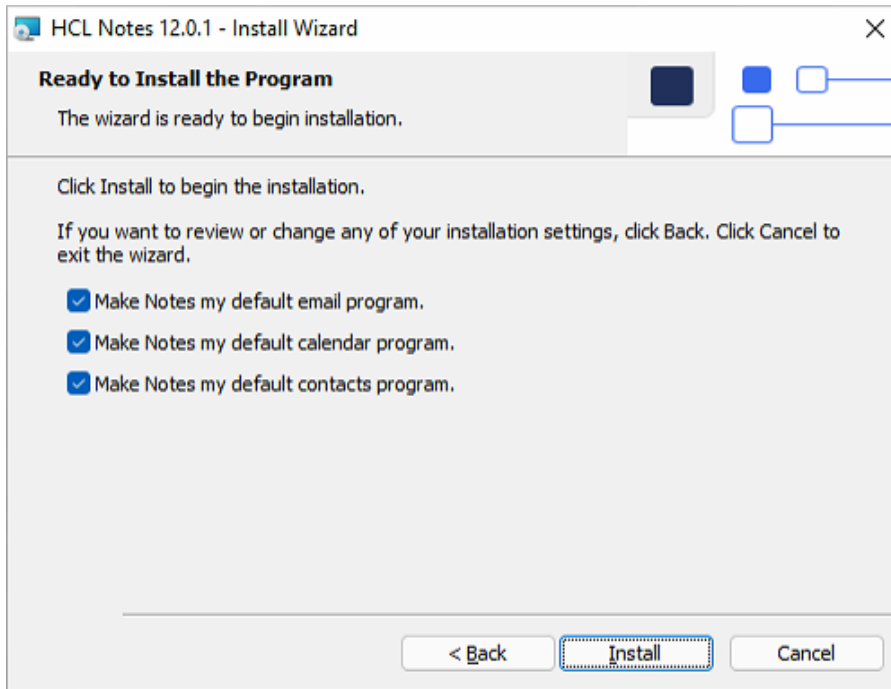 HCL Notes 12.0.1 - Install Wizard
Ready to Install the Program
The wizard is ready to begin installation.
Click Install to begin the installation.
If you want to review or change any of your installation settings, click Back. Click Cancel to
exit the wizard.
Make Notes my default email program.
Make Notes my default calendar program.
Make Notes my default contacts program.
< Back Install Cancel